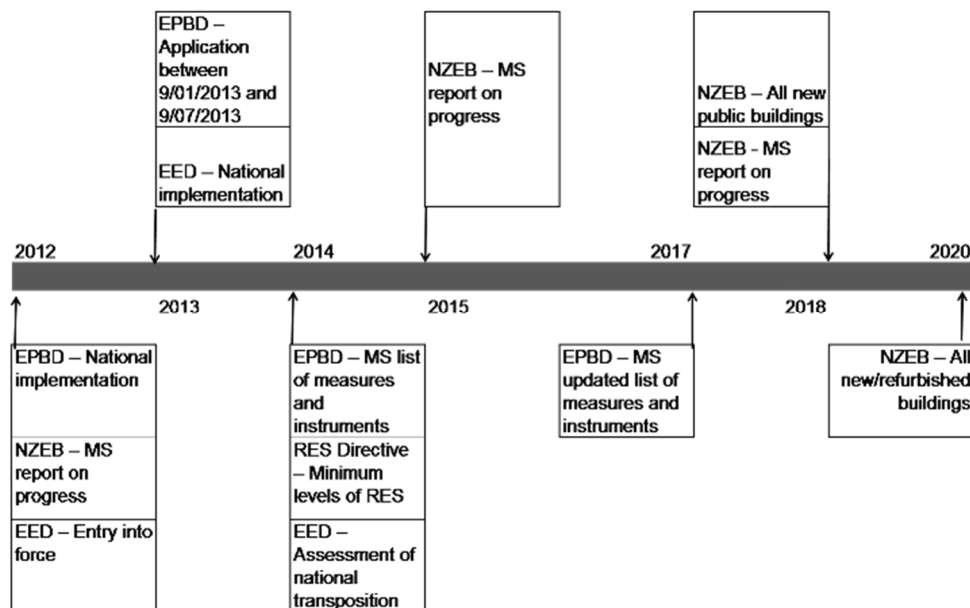 EPBD –
Application
between
9/01/2013 and
9/07/2013
EED – National
implementation
NZEB – MS
report on
progress
NZEB – All new
public buildings
NZEB - MS
report on
progress
2012
2014
2017
2020
2013
2015
2018
EPBD – National
implementation
NZEB – MS
report on
progress
EED – Entry into
force
EPBD – MS list
of measures and
instruments
RES Directive
– Minimum
levels of RES
EED –
Assessment of
national
transposition
EPBD – MS
updated list of
measures and
instruments
NZEB – All
new/refurbished
buildings